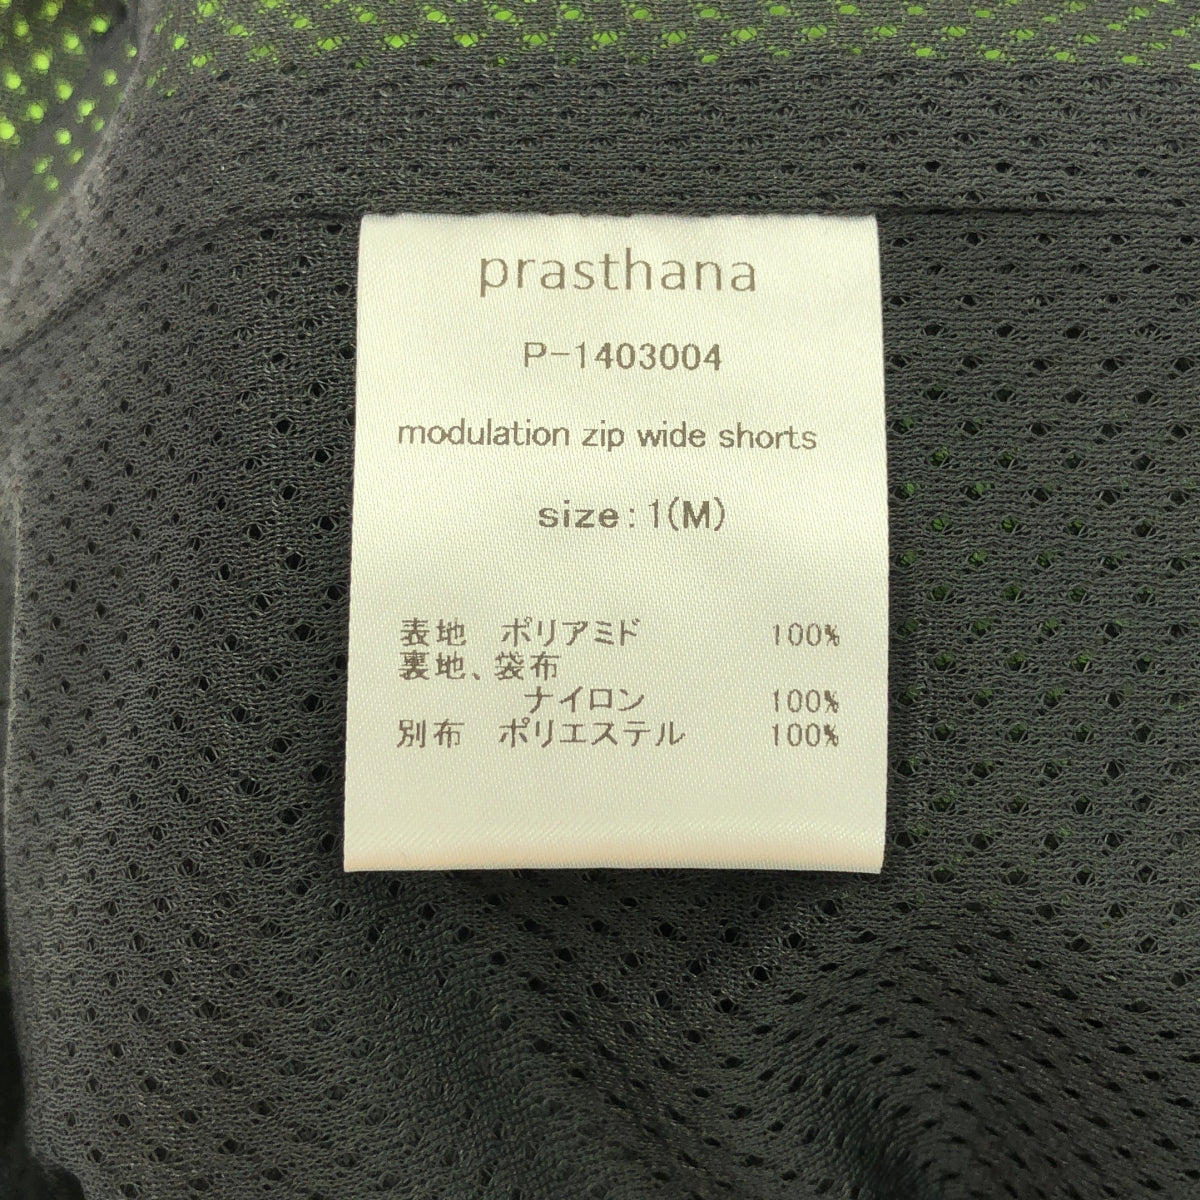 prasthana
P-1403004
modulation zip wide shorts
size:1(M)
表地 ポリアミド 100%
裏地、袋布
ナイロン 100%
別布 ポリエステル 100%